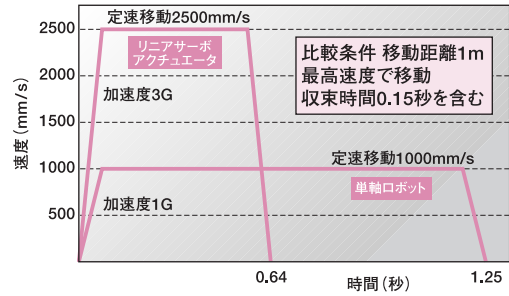 定速移動2500mm/s
2500
2000
1500
1000
500
速度(mm/s)
リニアサーボ
アクチュエータ
加速度3G
比較条件 移動距離1m
最高速度で移動
収束時間0.15秒を含む
定速移動1000mm/s
単軸ロボット
加速度1G
0.64
時間(秒)
1.25